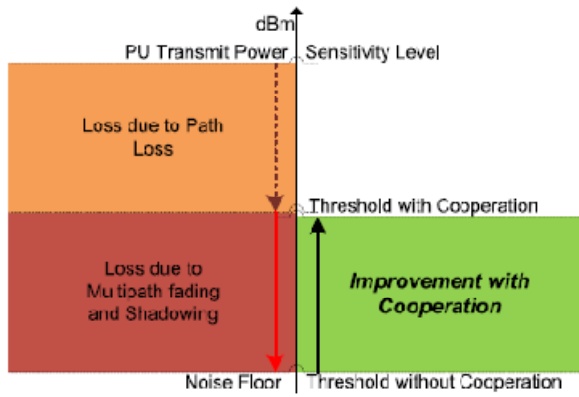 dBm
PU Transmit Power
Sensitivity Level
Loss due to Path
Loss
Threshold with Cooperation
Loss due to
Multipath fading
and Shadowing
Improvement with
Cooperation
Noise Floor
Threshold without Cooperation